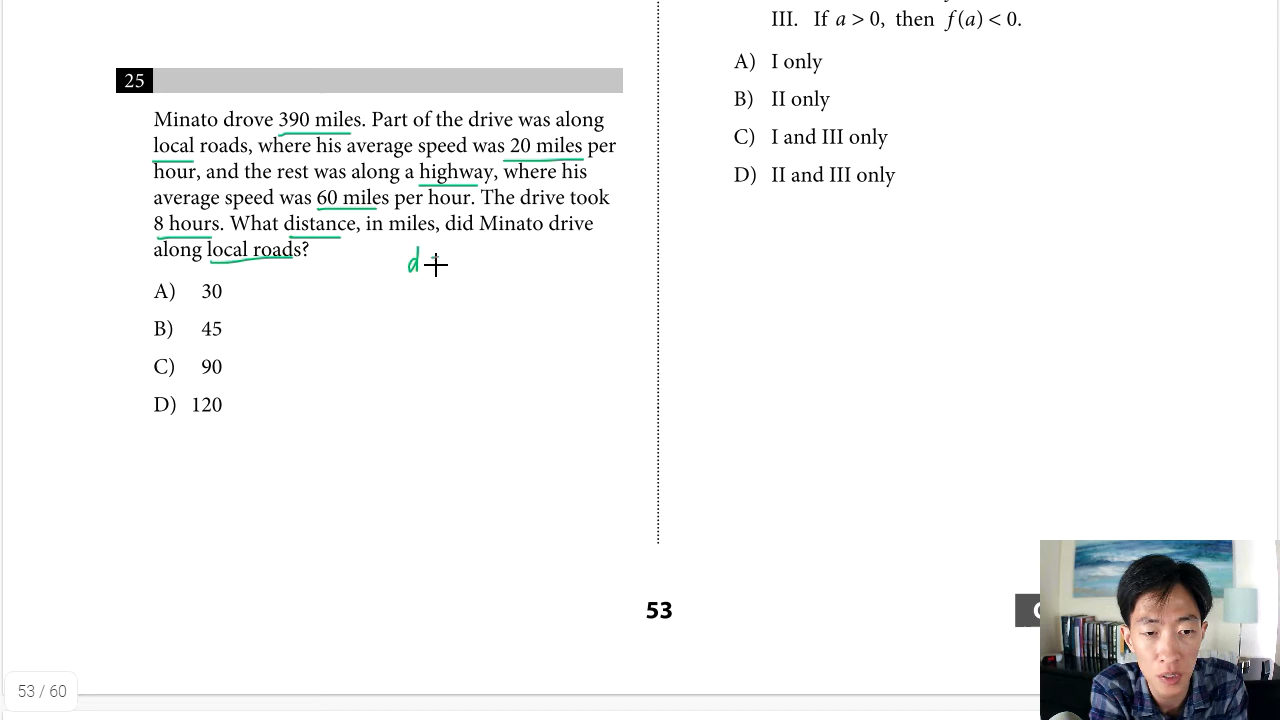 25
Minato drove 390 miles. Part of the drive was along
local roads, where his average speed was 20 miles per
hour, and the rest was along a highway, where his
average speed was 60 miles per hour. The drive took
8 hours. What distance, in miles, did Minato drive
along local roads?
d
A) 30
B) 45
C) 90
D) 120
III. If a > 0, then f(a) < 0.
A) I only
B) II only
C) I and III only
D) II and III only
53
53 / 60